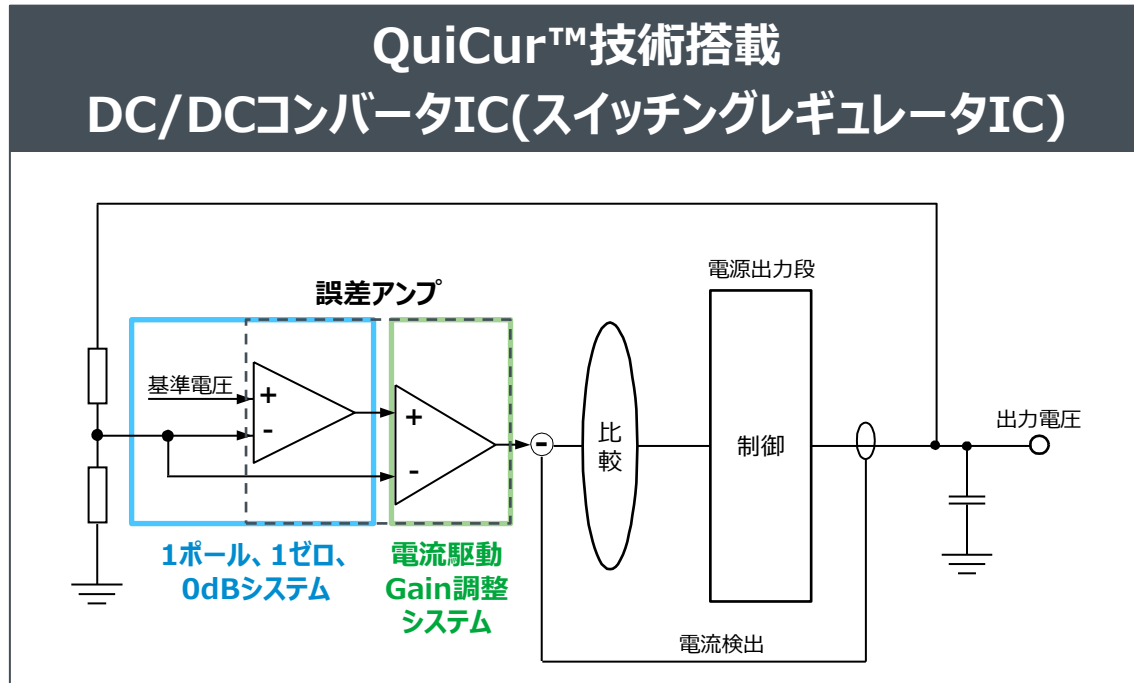 QuiCur™技術搭載
DC/DCコンバータIC(スイッチングレギュレータIC)
電源出力段
誤差アンプ
基準電圧
+
-
+
-
-
比
較
制御
出力電圧
1ポール、1ゼロ、
0dBシステム
電流駆動
Gain調整
システム
電流検出